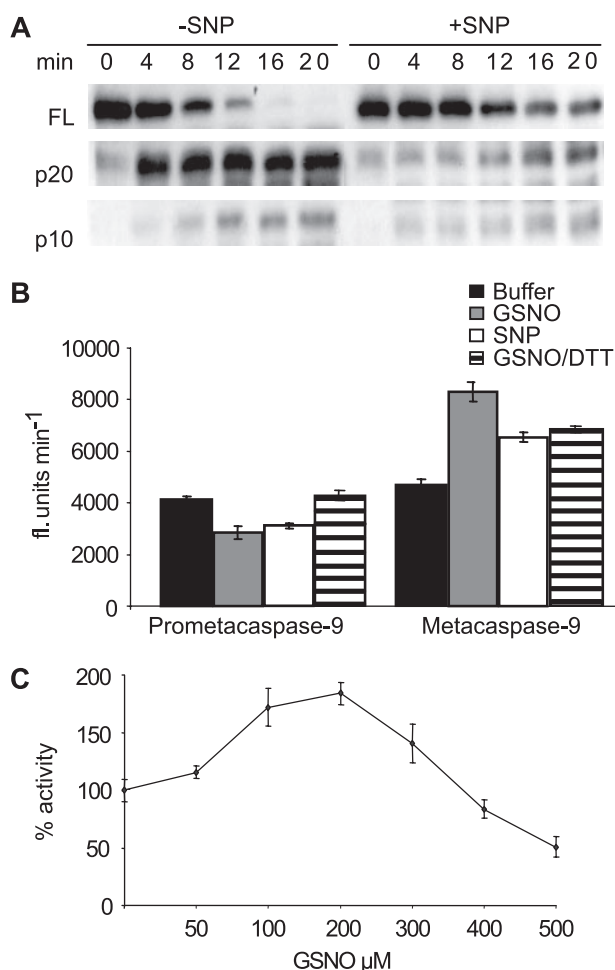 A
-SNP +SNP
min 0 4 8 12 16 20 0 4 8 12 16 20
FL
p20
p10
B
Buffer
GSNO
SNP
GSNO/DTT
10000
8000
6000
4000
2000
0
fl. units min-1
Prometacaspase-9 Metacaspase-9
C
200
150
100
50
0
% activity
50 100 200 300 400 500
GSNO µM